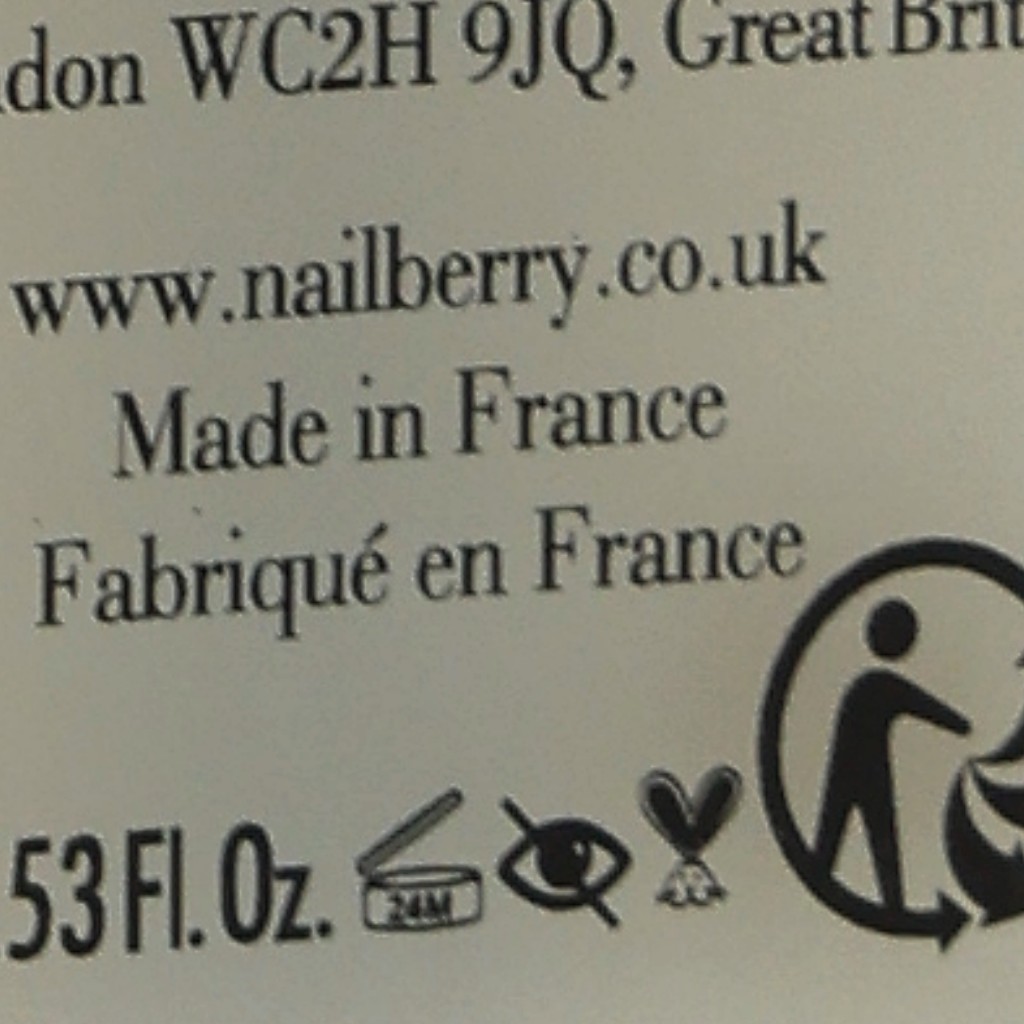 don WC2H 9JQ, Great Brit
www.nailberry.co.uk
Made in France
Fabriqué en France
53 Fl. Oz.
24M